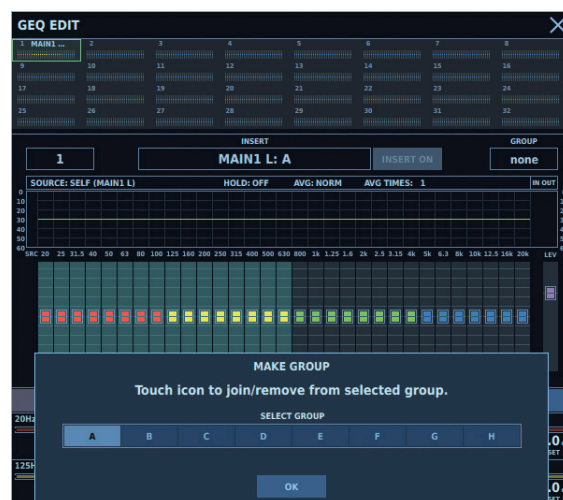 GEQ EDIT
1 MAIN1 ... 2 3 4 5 6 7 8
9 10 11 12 13 14 15 16
17 18 19 20 21 22 23 24
25 26 27 28 29 30 31 32
INSERT GROUP
1 MAIN1 L: A INSERT ON none
SOURCE: SELF (MAIN1 L) HOLD: OFF AVG: NORM AVG TIMES: 1 IN OUT
0
10
20
30
40
50
60
SRC 20 25 31.5 40 50 63 80 100 125 160 200 250 315 400 500 630 800 1k 1.25 1.6 2k 2.5 3.15 4k 5k 6.3 8k 10k 12.5 16k 20k LEV
MAKE GROUP
Touch icon to join/remove from selected group.
SELECT GROUP
20Hz
A B C D E F G H
125H
OK